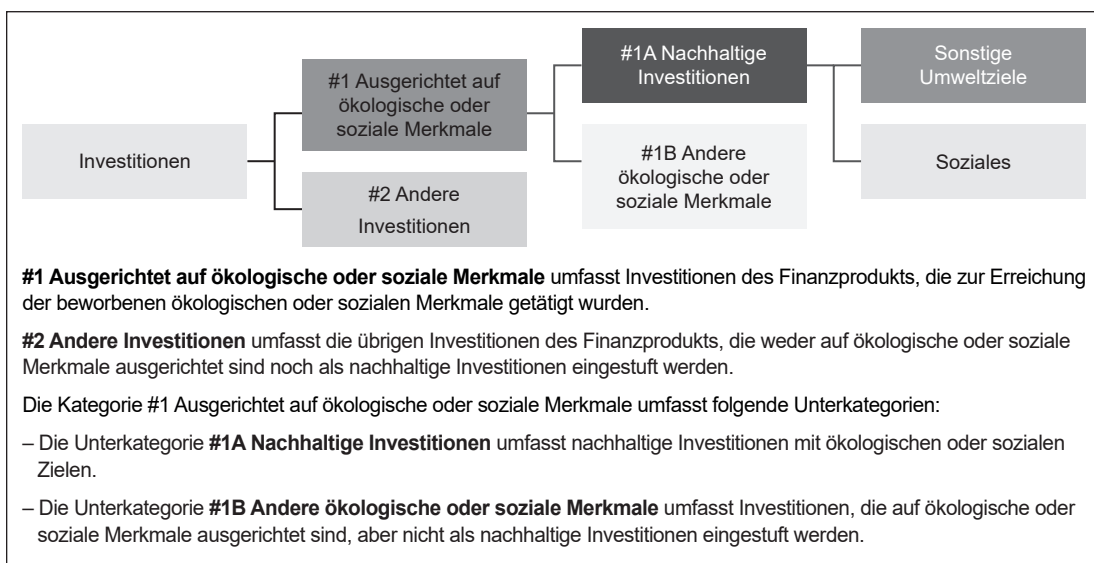 Investitionen
#1 Ausgerichtet auf
ökologische oder
soziale Merkmale
#2 Andere
Investitionen
#1A Nachhaltige
Investitionen
#1B Andere
ökologische oder
soziale Merkmale
Sonstige
Umweltziele
Soziales
#1 Ausgerichtet auf ökologische oder soziale Merkmale umfasst Investitionen des Finanzprodukts, die zur Erreichung
der beworbenen ökologischen oder sozialen Merkmale getätigt wurden.
#2 Andere Investitionen umfasst die übrigen Investitionen des Finanzprodukts, die weder auf ökologische oder soziale
Merkmale ausgerichtet sind noch als nachhaltige Investitionen eingestuft werden.
Die Kategorie #1 Ausgerichtet auf ökologische oder soziale Merkmale umfasst folgende Unterkategorien:
– Die Unterkategorie #1A Nachhaltige Investitionen umfasst nachhaltige Investitionen mit ökologischen oder sozialen
Zielen.
– Die Unterkategorie #1B Andere ökologische oder soziale Merkmale umfasst Investitionen, die auf ökologische oder
soziale Merkmale ausgerichtet sind, aber nicht als nachhaltige Investitionen eingestuft werden.